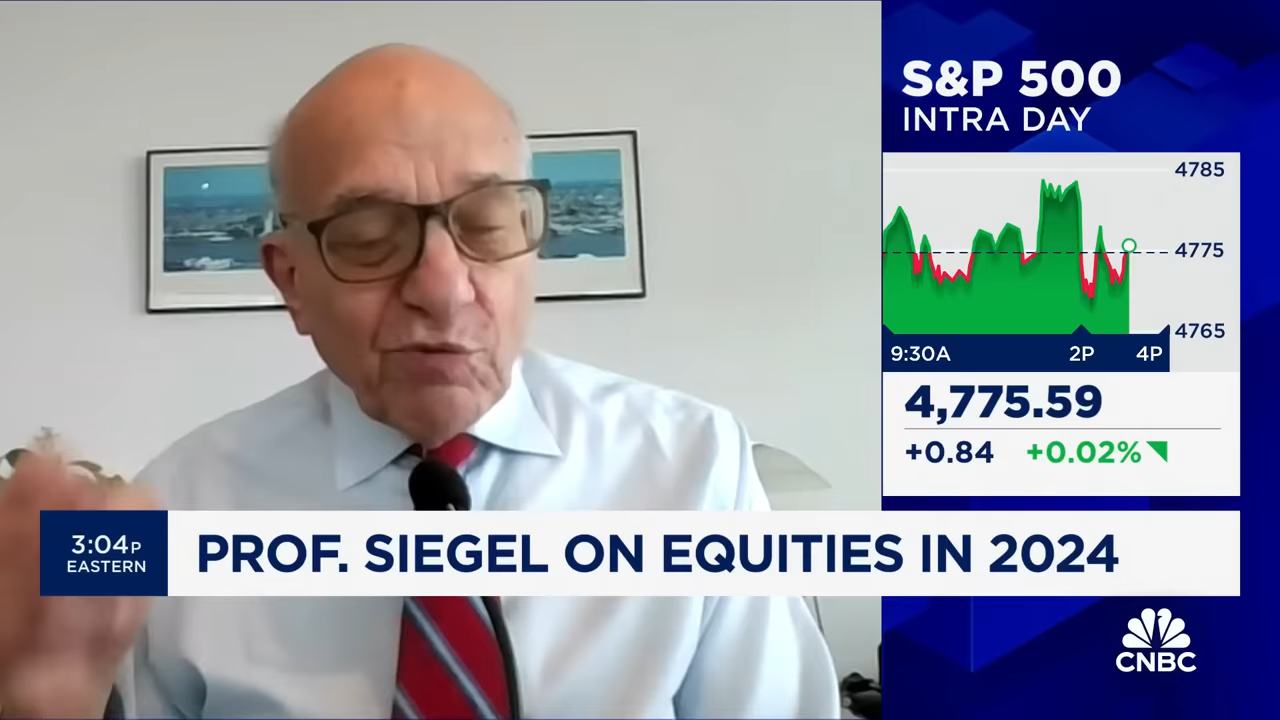 S&P 500
INTRA DAY
4785
4775
4765
9:30A 2P 4P
4,775.59
+0.84 +0.02%
3:04P
EASTERN
PROF. SIEGEL ON EQUITIES IN 2024
CNBC